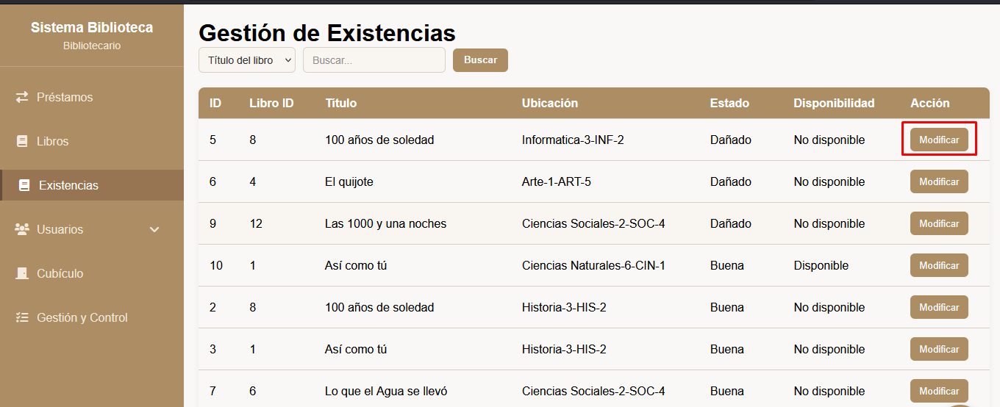 Sistema Biblioteca
Bibliotecario
Préstamos
Libros
Existencias
Usuarios
Cubículo
Gestión y Control
Gestión de Existencias
Título del libro Buscar... Buscar
ID Libro ID Titulo Ubicación Estado Disponibilidad Acción
5 8 100 años de soledad Informatica-3-INF-2 Dañado No disponible Modificar
6 4 El quijote Arte-1-ART-5 Dañado No disponible Modificar
9 12 Las 1000 y una noches Ciencias Sociales-2-SOC-4 Dañado No disponible Modificar
10 1 Así como tú Ciencias Naturales-6-CIN-1 Buena Disponible Modificar
2 8 100 años de soledad Historia-3-HIS-2 Buena No disponible Modificar
3 1 Así como tú Historia-3-HIS-2 Buena No disponible Modificar
7 6 Lo que el Agua se llevó Ciencias Sociales-2-SOC-4 Buena No disponible Modificar